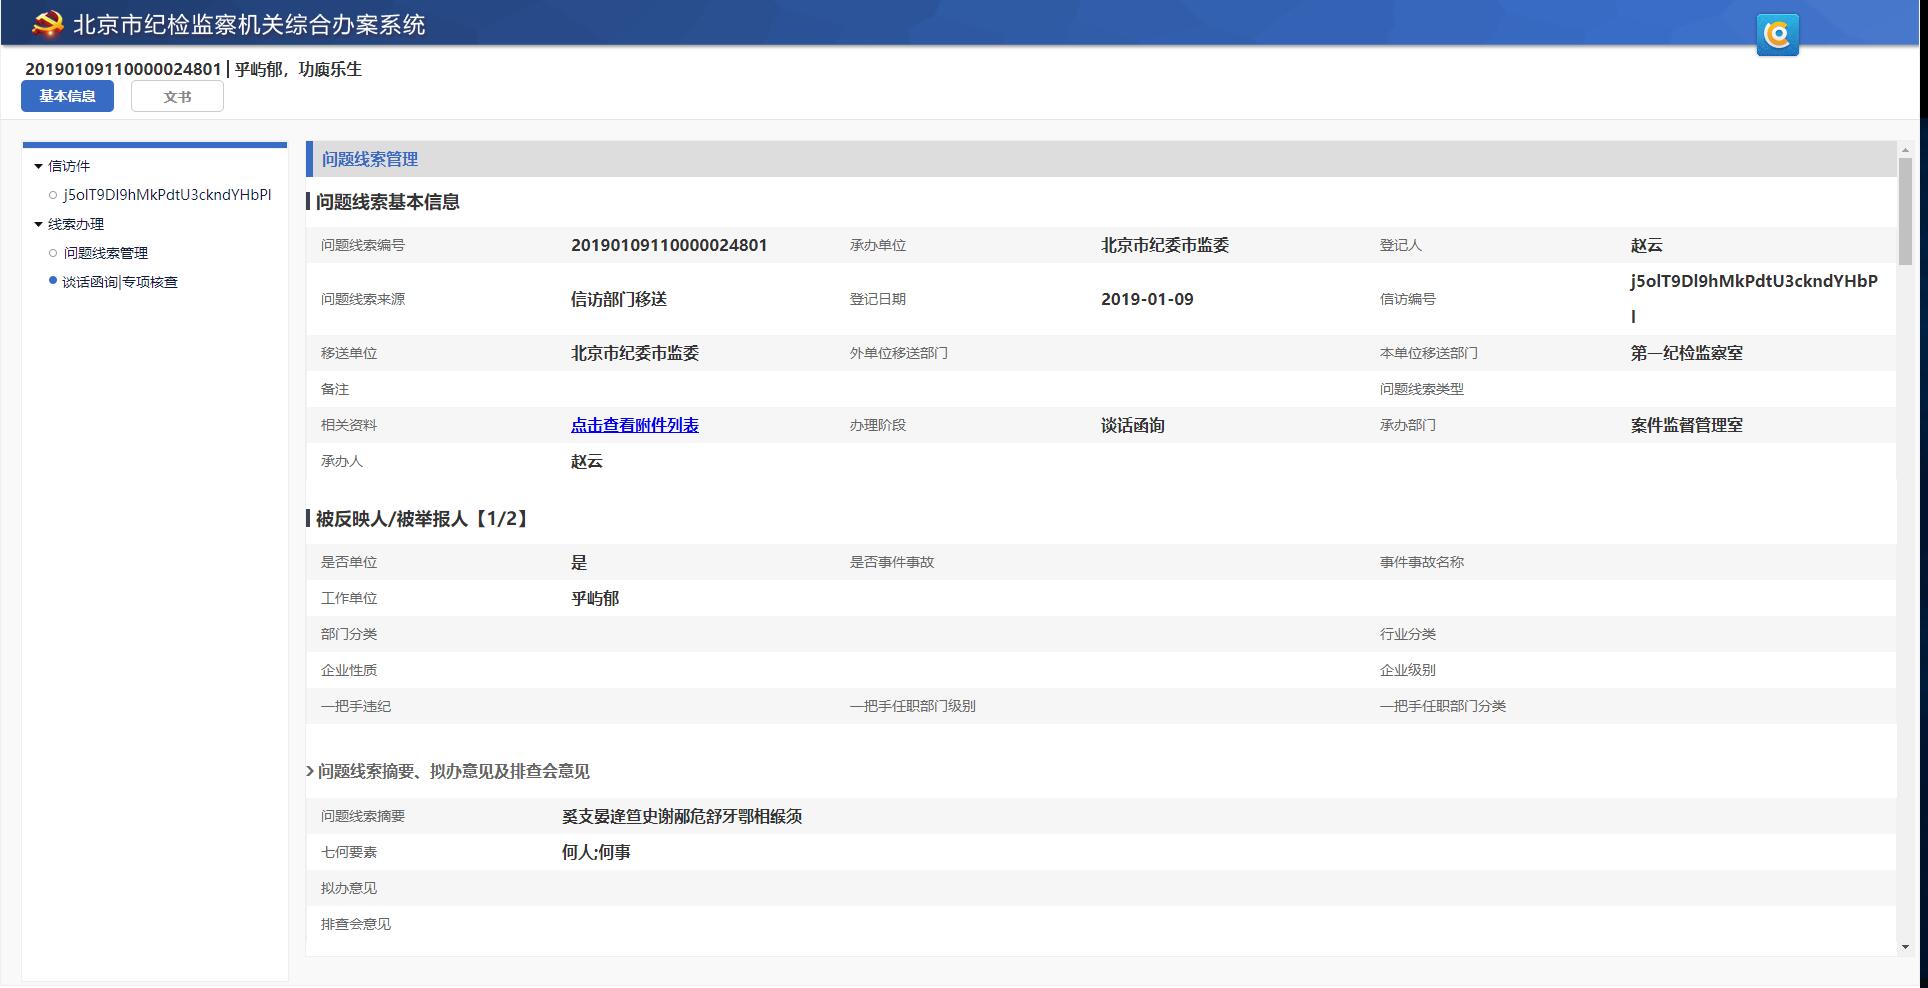 北京市纪检监察机关综合办案系统
20190109110000024801 | 乎屿郁，功庾乐生
基本信息 文书
信访件
j5olT9Dl9hMkPdtU3ckndYHbPl
线索办理
问题线索管理
谈话函询|专项核查
问题线索管理
问题线索基本信息
问题线索编号 20190109110000024801 承办单位 北京市纪委市监委 登记人 赵云
问题线索来源 信访部门移送 登记日期 2019-01-09 信访编号 j5olT9Dl9hMkPdtU3ckndYHbP
l
移送单位 北京市纪委市监委 外单位移送部门 本单位移送部门 第一纪检监察室
备注 问题线索类型
相关资料 点击查看附件列表 办理阶段 谈话函询 承办部门 案件监督管理室
承办人 赵云
被反映人/被举报人【1/2】
是否单位 是 是否事件事故 事件事故名称
工作单位 乎屿郁
部门分类 行业分类
企业性质 企业级别
一把手违纪 一把手任职部门级别 一把手任职部门分类
问题线索摘要、拟办意见及排查会意见
问题线索摘要 奚支晏逄笪史谢邴危舒牙鄂相缑须
七何要素 何人;何事
拟办意见
排查会意见